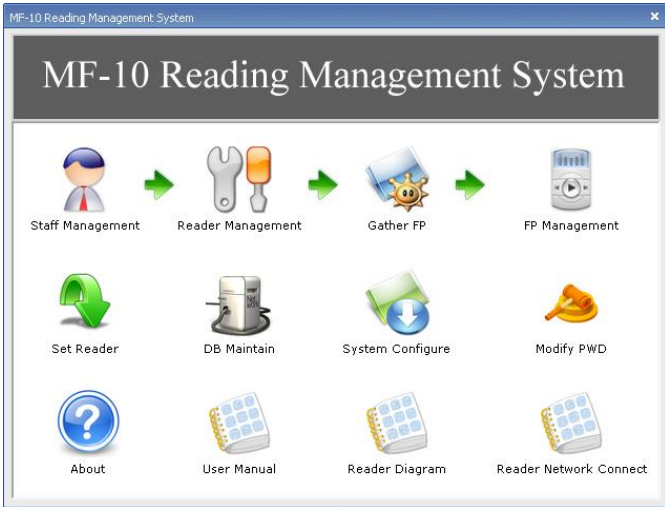 MF-10 Reading Management System
MF-10 Reading Management System
Staff Management
Reader Management
Gather FP
FP Management
Set Reader
DB Maintain
System Configure
Modify PWD
About
User Manual
Reader Diagram
Reader Network Connect